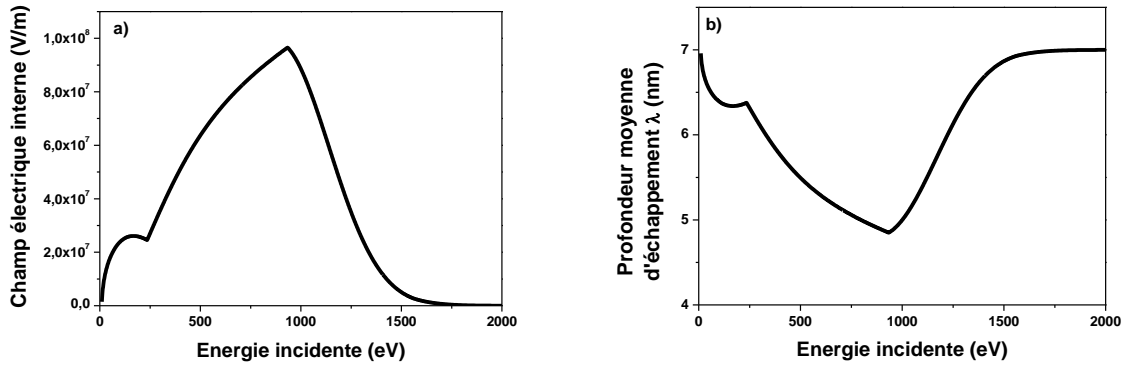 a)
Champ électrique interne (V/m)
1,0x10⁸
8,0x10⁷
6,0x10⁷
4,0x10⁷
2,0x10⁷
0,0
0 500 1000 1500 2000
Energie incidente (eV)
b)
Profondeur moyenne
d'échappement λ (nm)
7
6
5
4
0 500 1000 1500 2000
Energie incidente (eV)